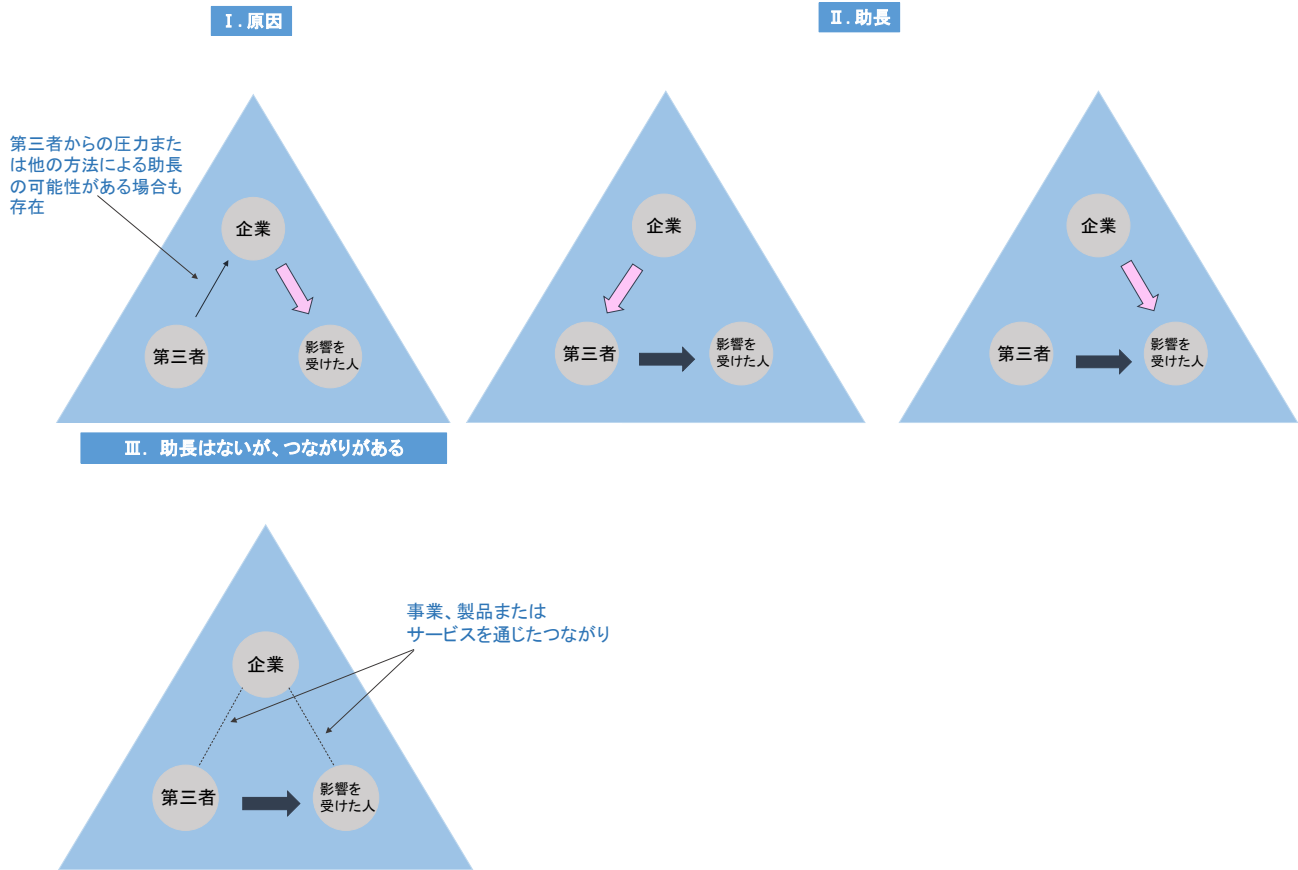 Ⅰ.原因
Ⅱ.助長
第三者からの圧力また
は他の方法による助長
の可能性がある場合も
存在
企業
第三者
影響を
受けた人
企業
第三者
影響を
受けた人
企業
第三者
影響を
受けた人
Ⅲ. 助長はないが、つながりがある
事業、製品または
サービスを通じたつながり
企業
第三者
影響を
受けた人